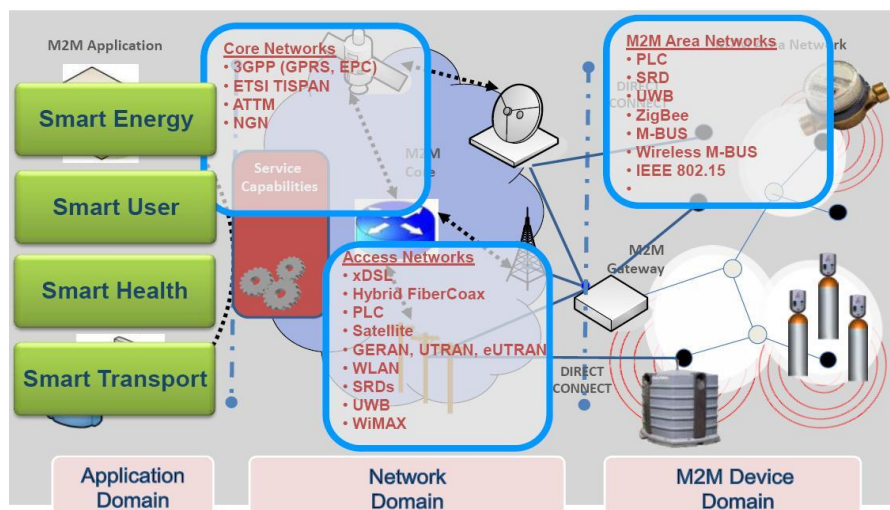 M2M Application
Smart Energy
Smart User
Smart Health
Smart Transport
Core Networks
• 3GPP (GPRS, EPC)
• ETSI TISPAN
• ATTM
• NGN
Service
Capabilities
M2M
Core
Access Networks
• xDSL
• Hybrid FiberCoax
• PLC
• Satellite
• GERAN, UTRAN, eUTRAN
• WLAN
• SRDs
• UWB
• WiMAX
M2M Area Networks
• PLC
• SRD
• UWB
• ZigBee
• M-BUS
• Wireless M-BUS
• IEEE 802.15
•
Area Network
DIRECT
CONNECT
M2M
Gateway
DIRECT
CONNECT
Application
Domain
Network
Domain
M2M Device
Domain